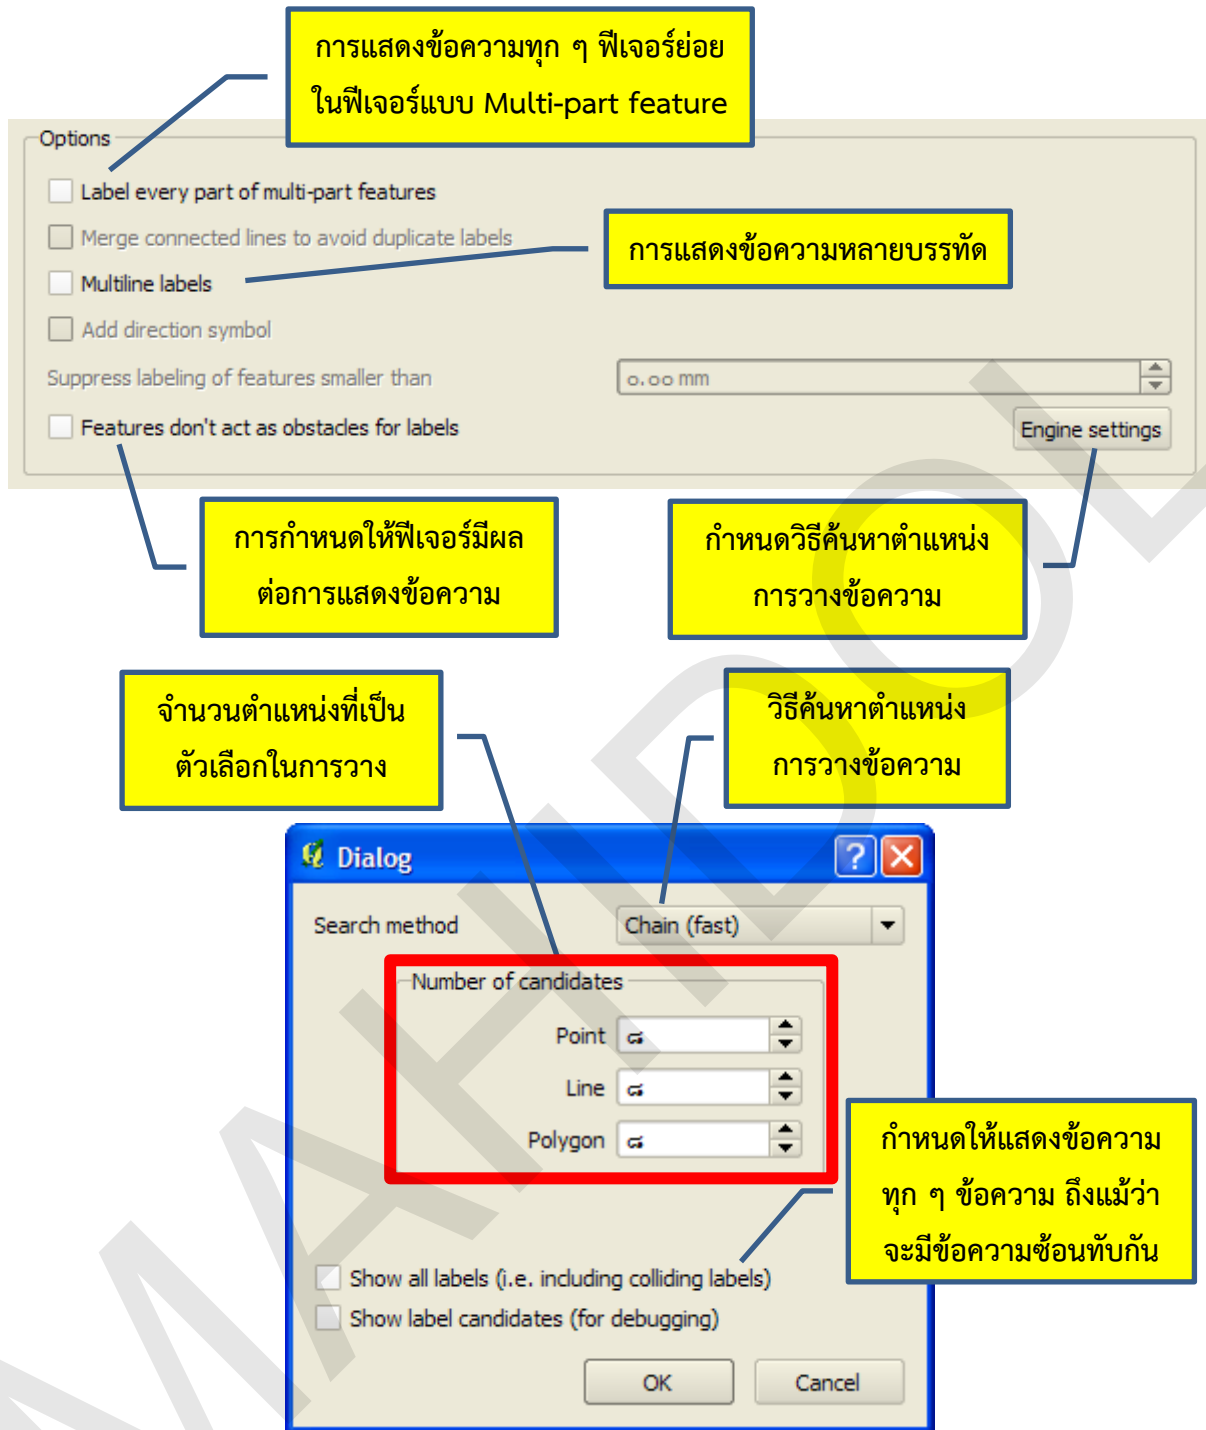 การแสดงข้อความทุก ๆ ฟีเจอร์ย่อย
ในฟีเจอร์แบบ Multi-part feature
Options
Label every part of multi-part features
Merge connected lines to avoid duplicate labels
การแสดงข้อความหลายบรรทัด
Multiline labels
Add direction symbol
Suppress labeling of features smaller than
๐.๐๐ mm
Features don't act as obstacles for labels
Engine settings
การกำหนดให้ฟีเจอร์มีผล
ต่อการแสดงข้อความ
กำหนดวิธีค้นหาตำแหน่ง
การวางข้อความ
จำนวนตำแหน่งที่เป็น
ตัวเลือกในการวาง
วิธีค้นหาตำแหน่ง
การวางข้อความ
Dialog
Search method
Chain (fast)
Number of candidates
Point ๘
Line ๘
Polygon ๘
กำหนดให้แสดงข้อความ
ทุก ๆ ข้อความ ถึงแม้ว่า
จะมีข้อความซ้อนทับกัน
Show all labels (i.e. including colliding labels)
Show label candidates (for debugging)
OK
Cancel
MAHIDOL